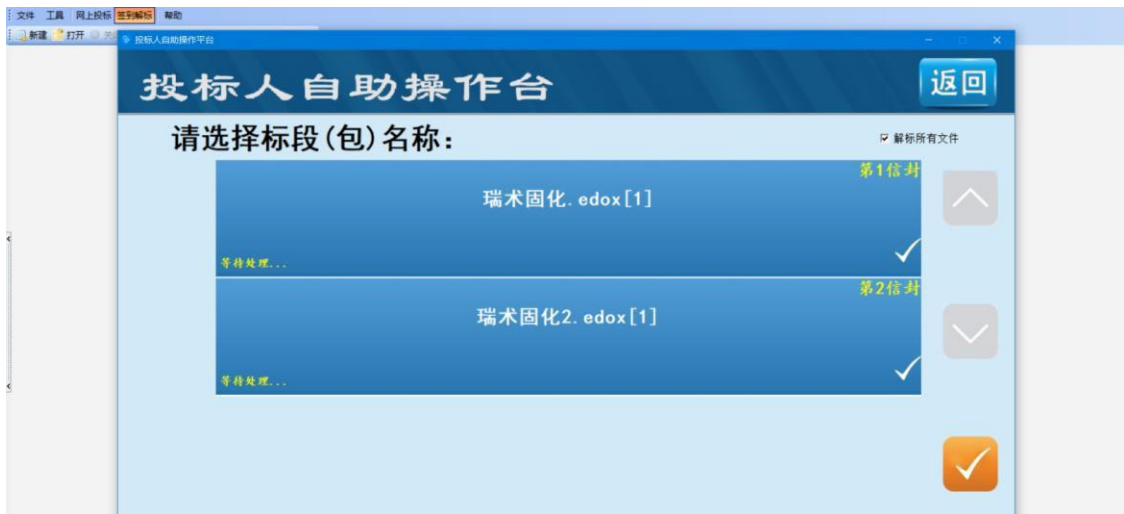 文件 工具 网上投标 签到解标 帮助
新建 打开
投标人自助操作平台
投标人自助操作台
返回
请选择标段(包)名称:
解标所有文件
第1信封
瑞术固化.edox[1]
等待处理...
第2信封
瑞术固化2.edox[1]
等待处理...